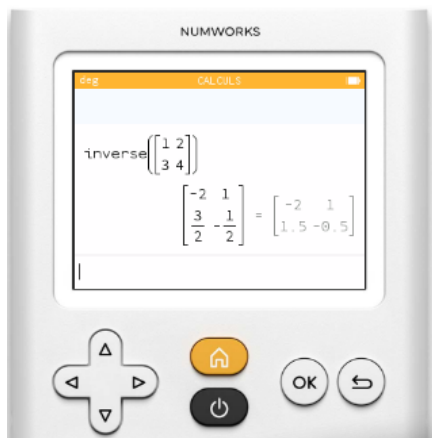 NUMWORKS
deg CALCULS
inverse([1 2
3 4])
[-2 1
3/2 -1/2] = [-2 1
1.5 -0.5]
OK